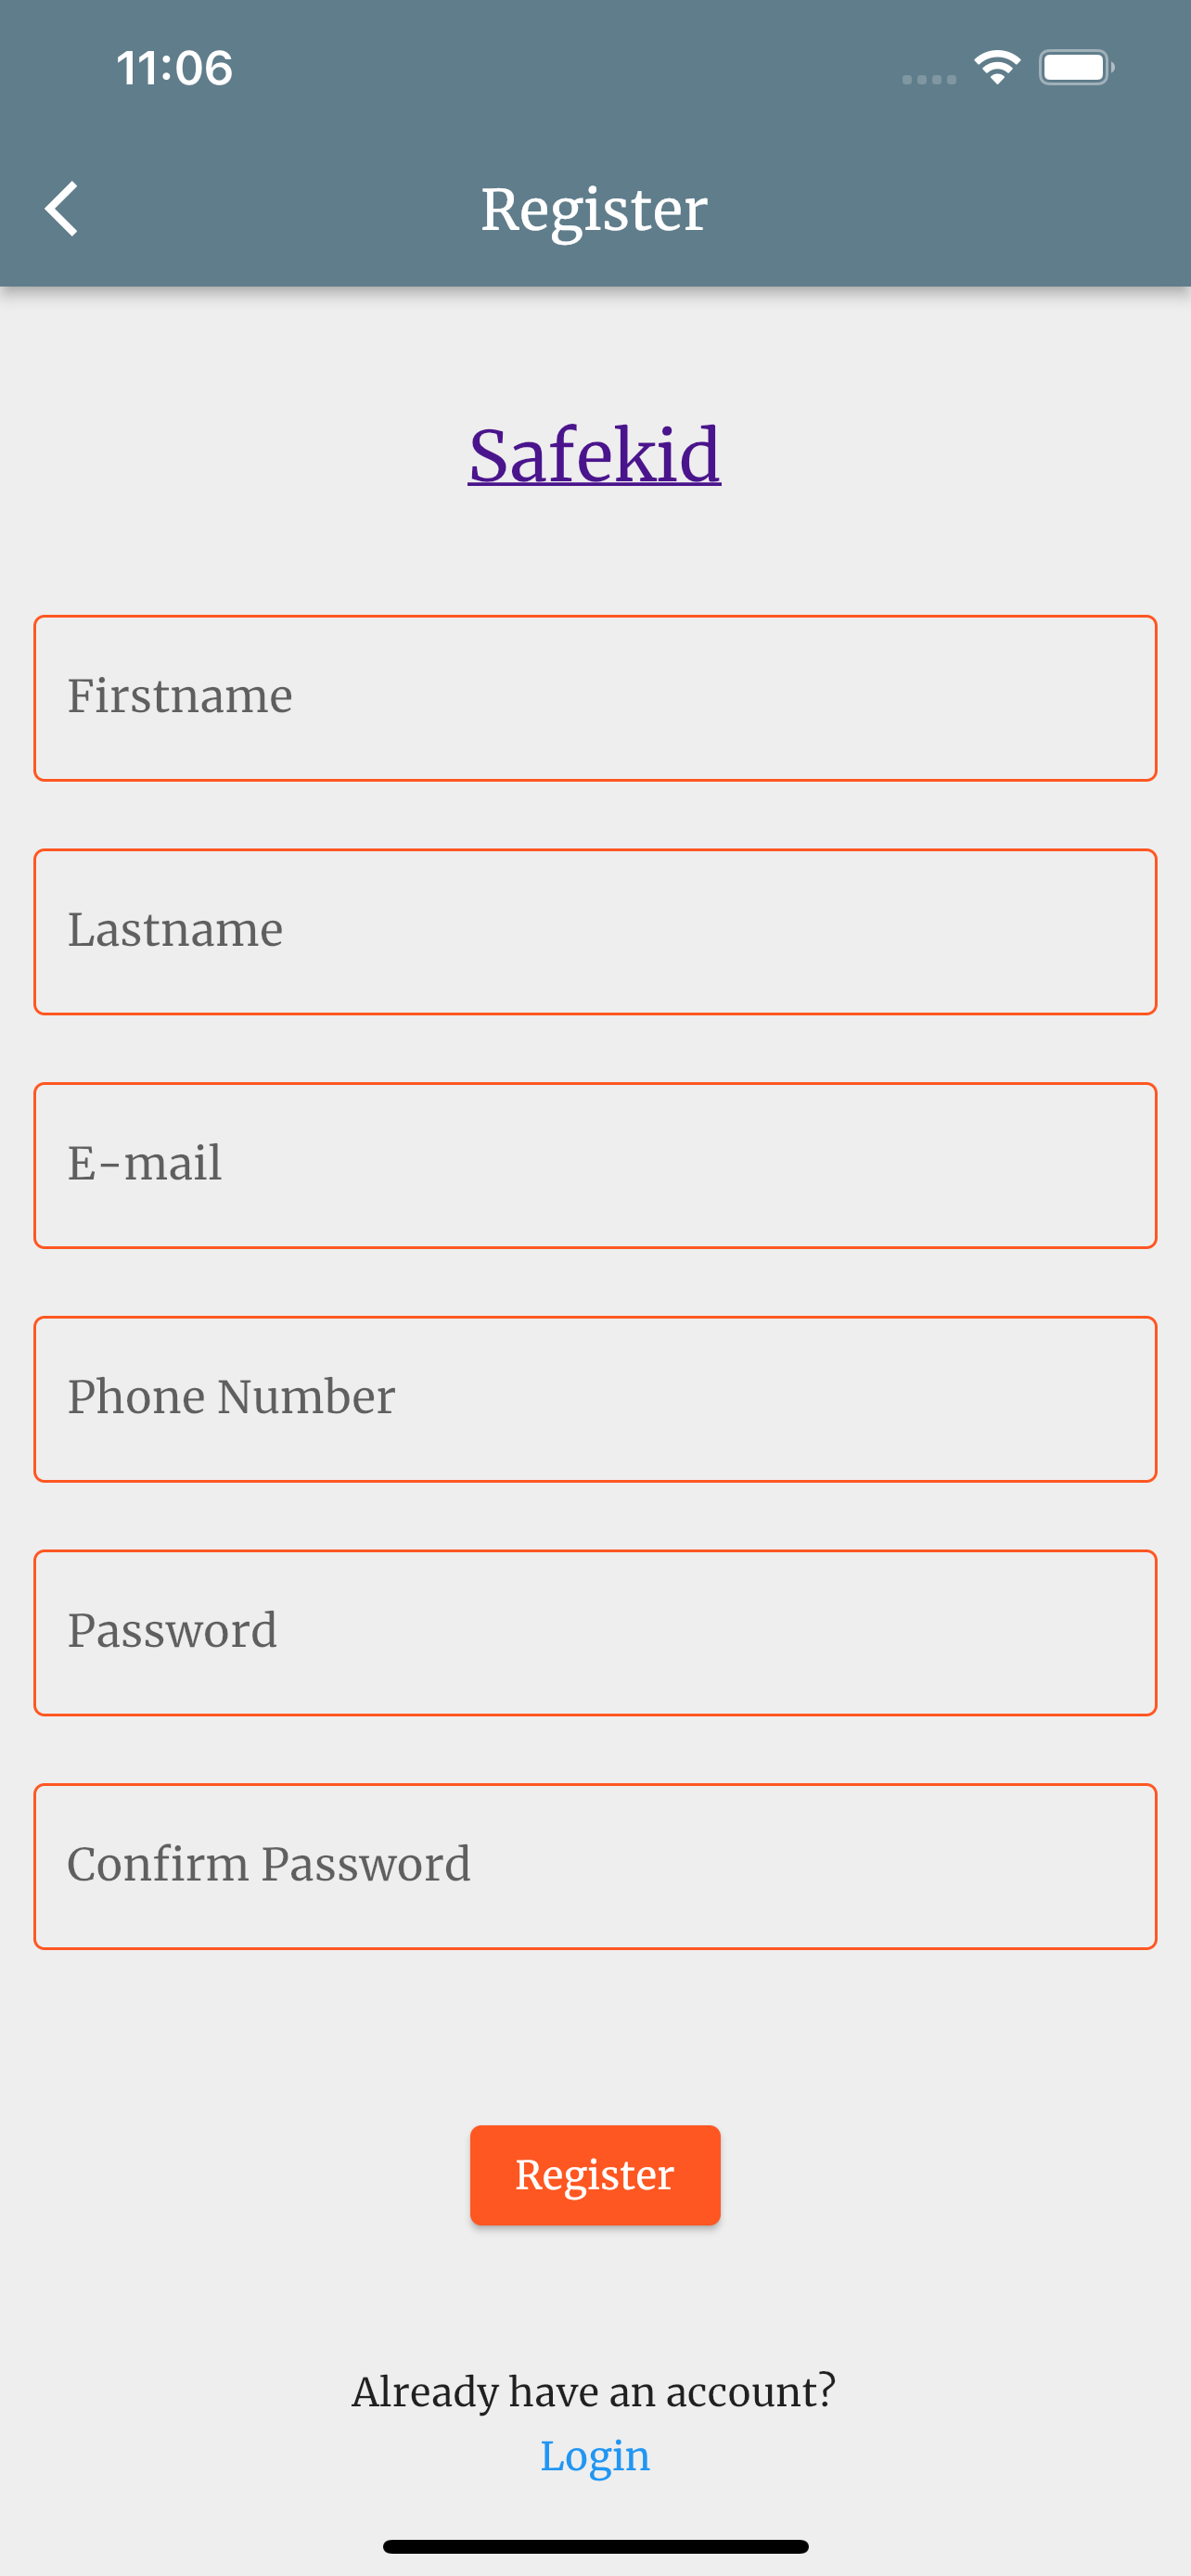 11:06
Register
Safekid
Firstname
Lastname
E-mail
Phone Number
Password
Confirm Password
Register
Already have an account?
Login